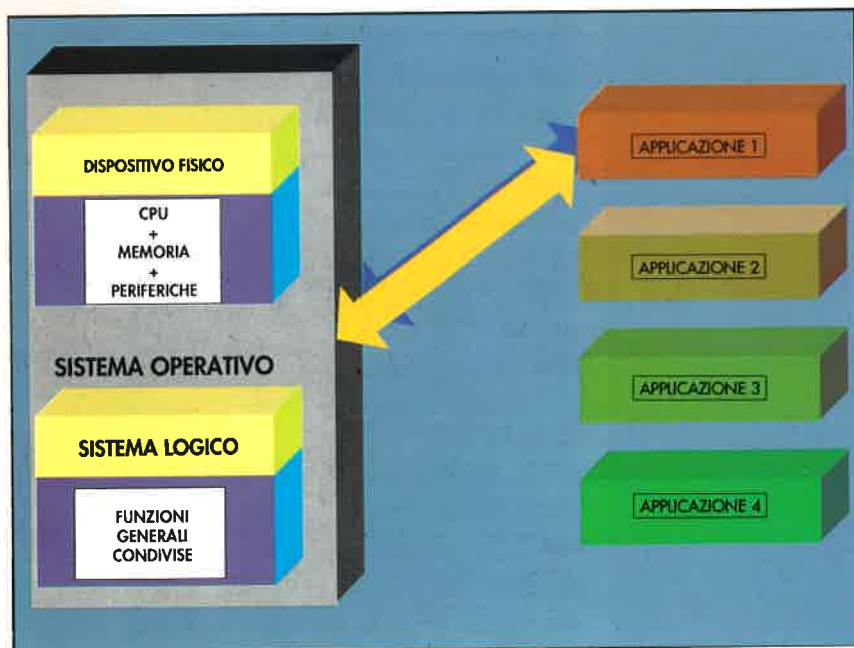 DISPOSITIVO FISICO
CPU
+
MEMORIA
+
PERIFERICHE
SISTEMA OPERATIVO
SISTEMA LOGICO
FUNZIONI
GENERALI
CONDIVISE
APPLICAZIONE 1
APPLICAZIONE 2
APPLICAZIONE 3
APPLICAZIONE 4